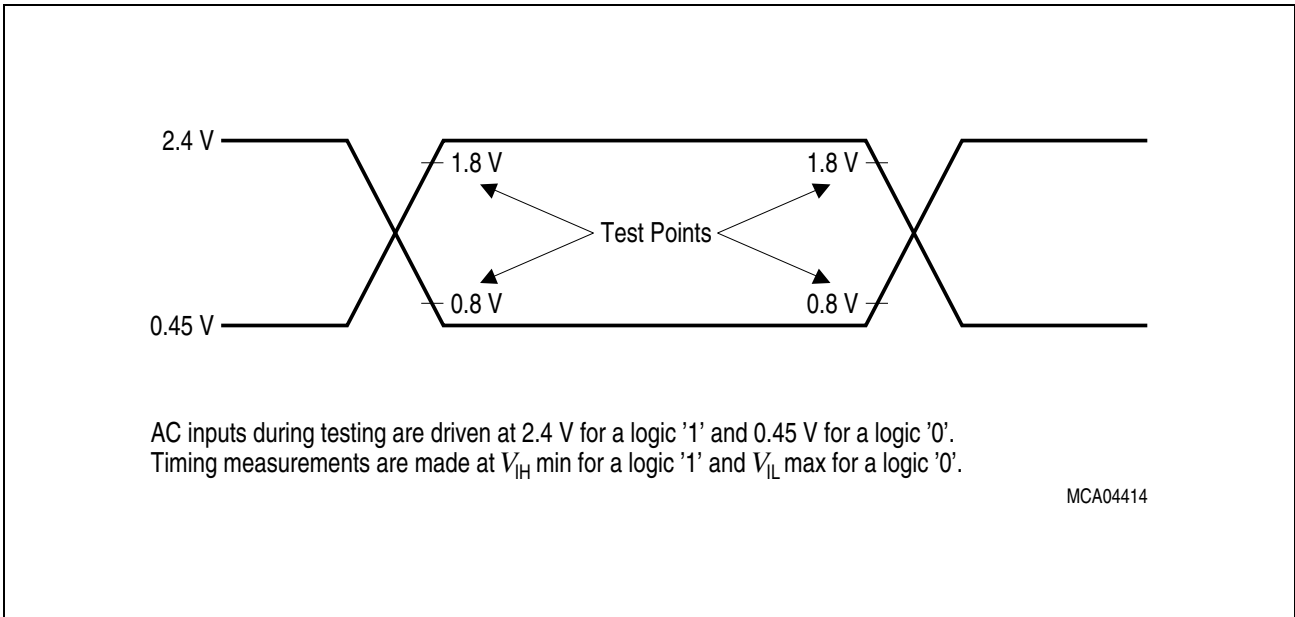 2.4 V
1.8 V
1.8 V
Test Points
0.8 V
0.8 V
0.45 V
AC inputs during testing are driven at 2.4 V for a logic '1' and 0.45 V for a logic '0'.
Timing measurements are made at VIH min for a logic '1' and VIL max for a logic '0'.
MCA04414